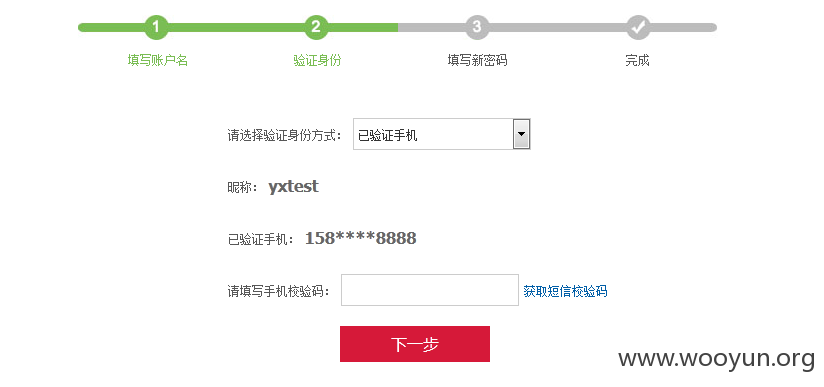 1 2 3
填写账户名 验证身份 填写新密码 完成
请选择验证身份方式： 已验证手机
昵称： yxtest
已验证手机： 158****8888
请填写手机校验码： 获取短信校验码
下一步
www.wooyun.org